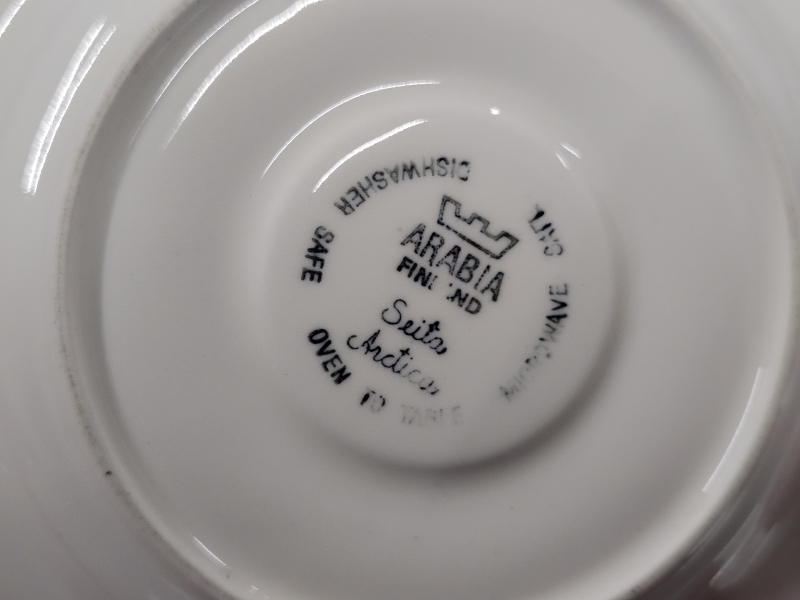 ARABIA
FINLAND
Seita
Arctica
DISHWASHER SAFE
OVEN TO TABLE
MICROWAVE